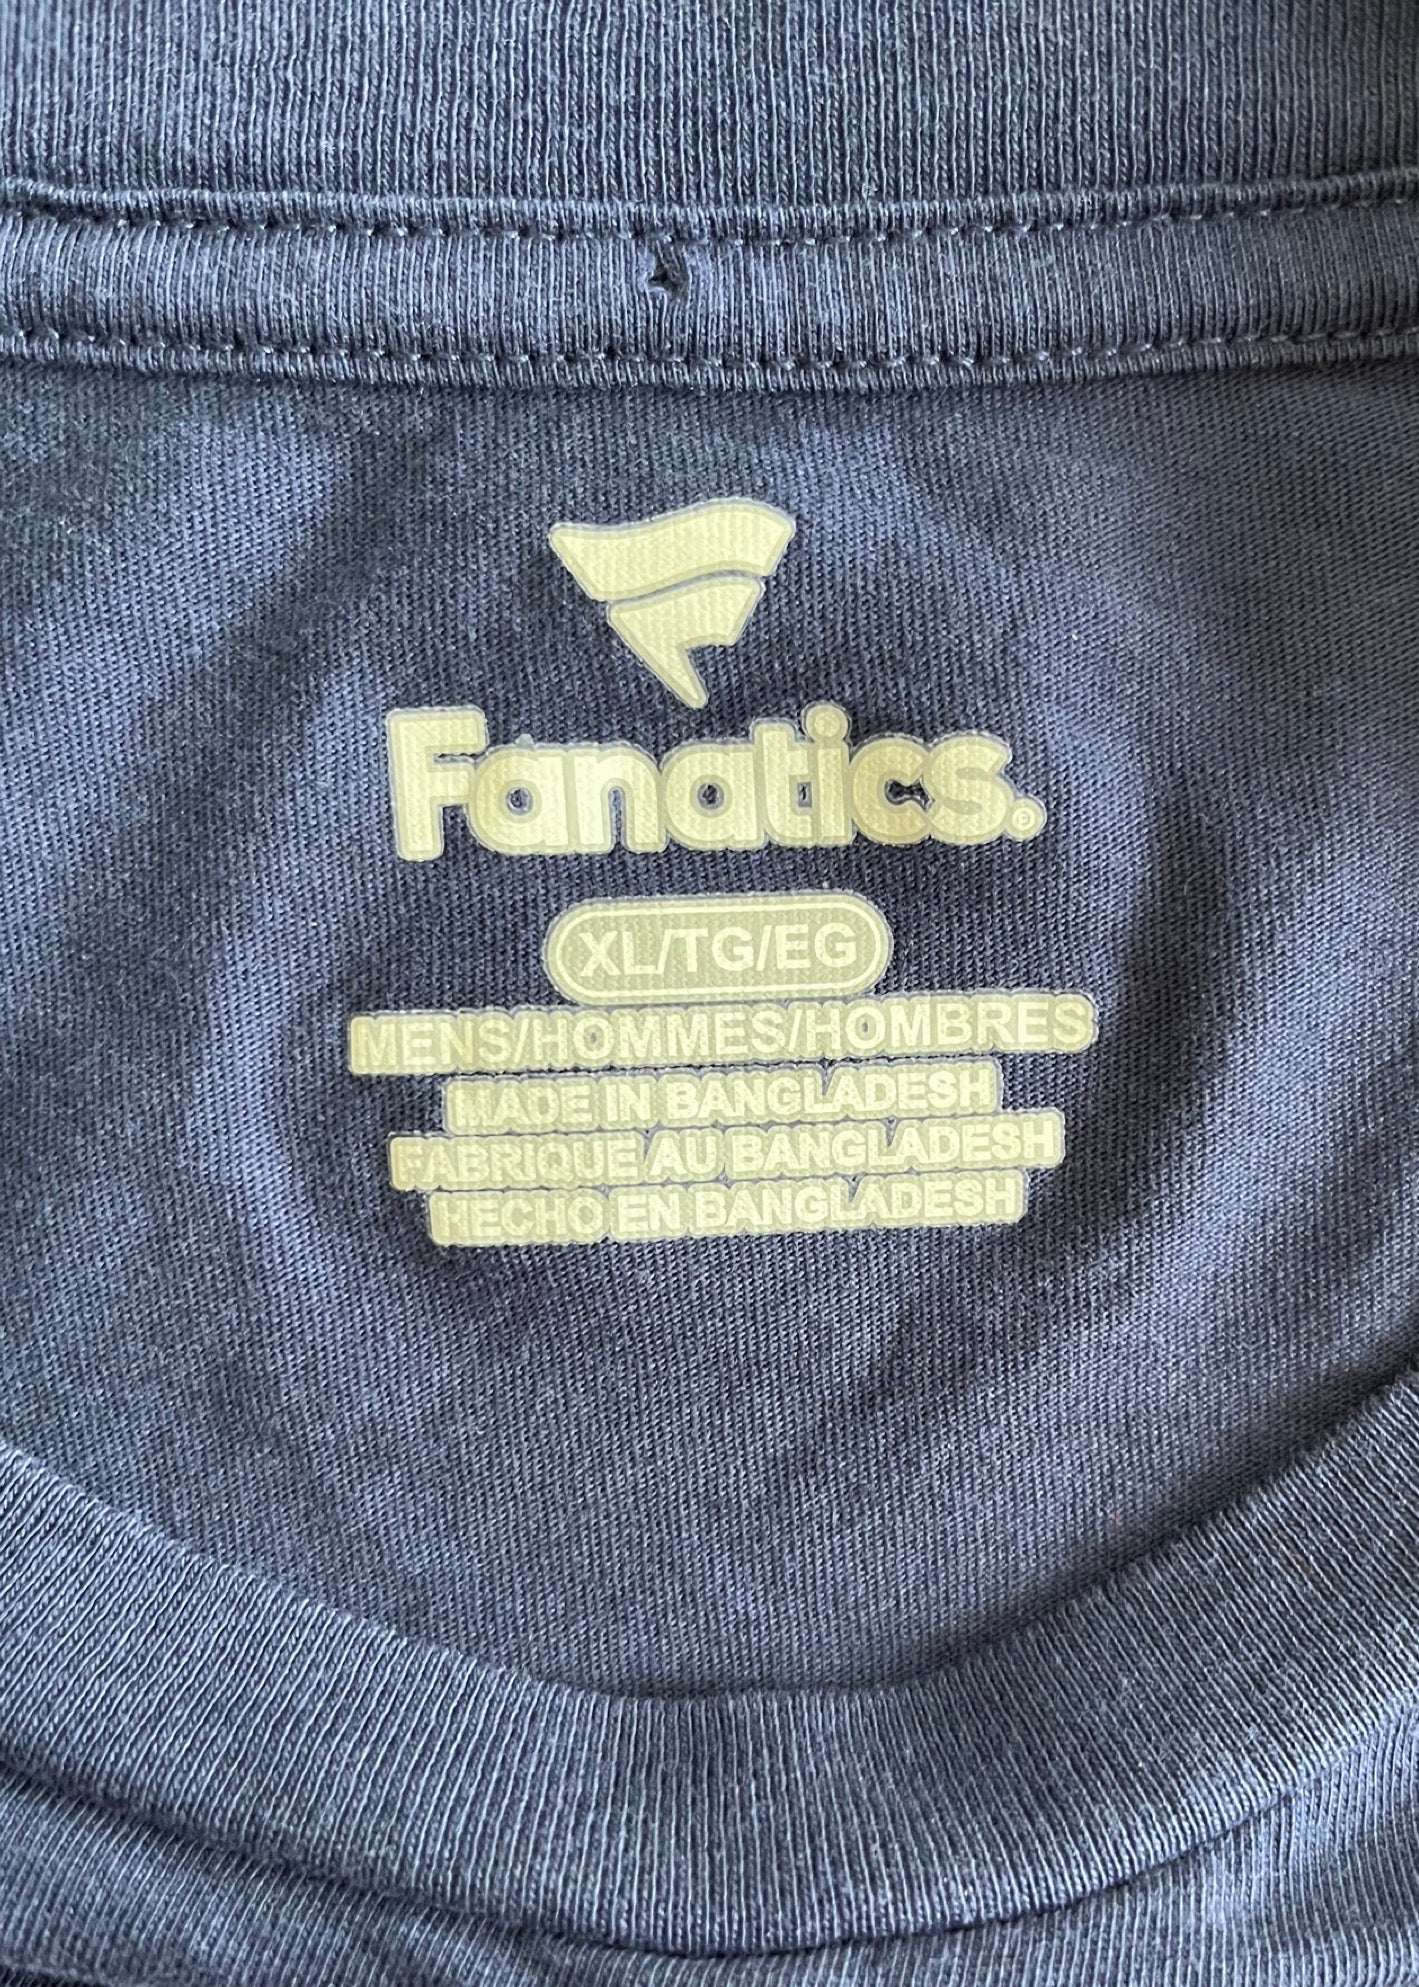 Fanatics.®
XL/TG/EG
MENS/HOMMES/HOMBRES
MADE IN BANGLADESH
FABRIQUE AU BANGLADESH
HECHO EN BANGLADESH